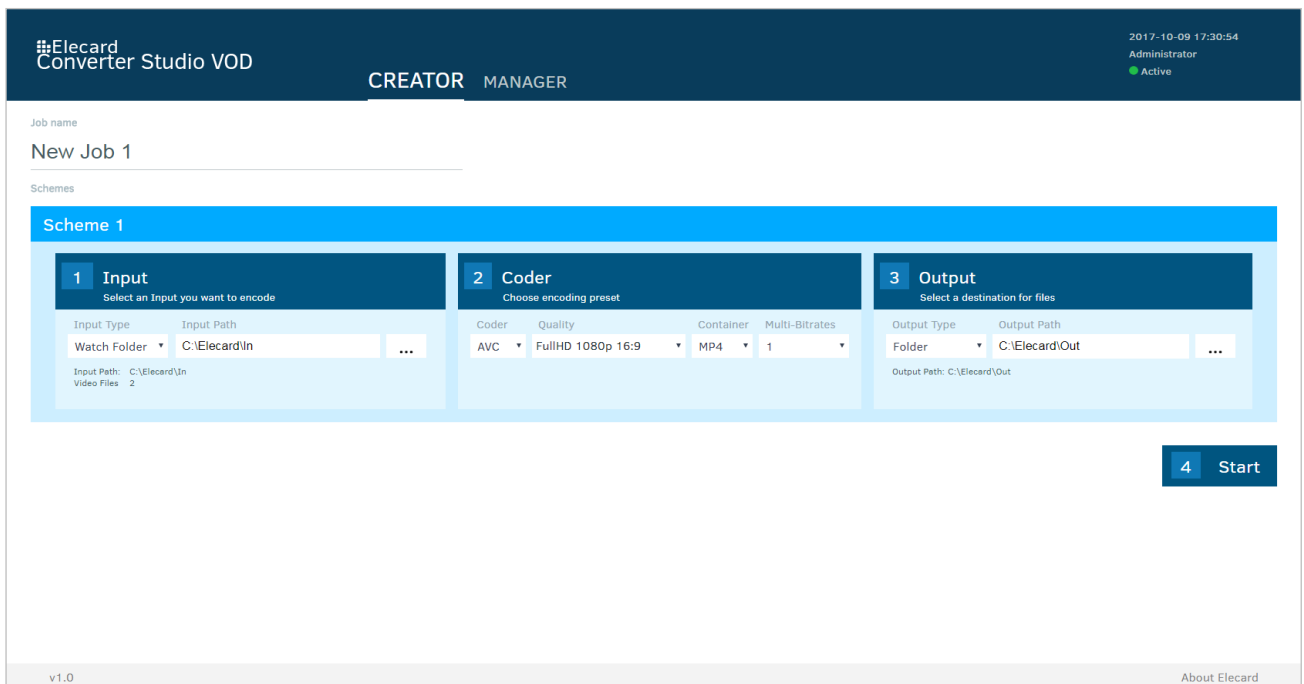 Elecard
Converter Studio VOD
CREATOR MANAGER
2017-10-09 17:30:54
Administrator
Active
Job name
New Job 1
Schemes
Scheme 1
1 Input
Select an Input you want to encode
Input Type Input Path
Watch Folder C:\Elecard\In ...
Input Path: C:\Elecard\In
Video Files 2
2 Coder
Choose encoding preset
Coder Quality Container Multi-Bitrates
AVC FullHD 1080p 16:9 MP4 1
3 Output
Select a destination for files
Output Type Output Path
Folder C:\Elecard\Out ...
Output Path: C:\Elecard\Out
4 Start
v1.0
About Elecard